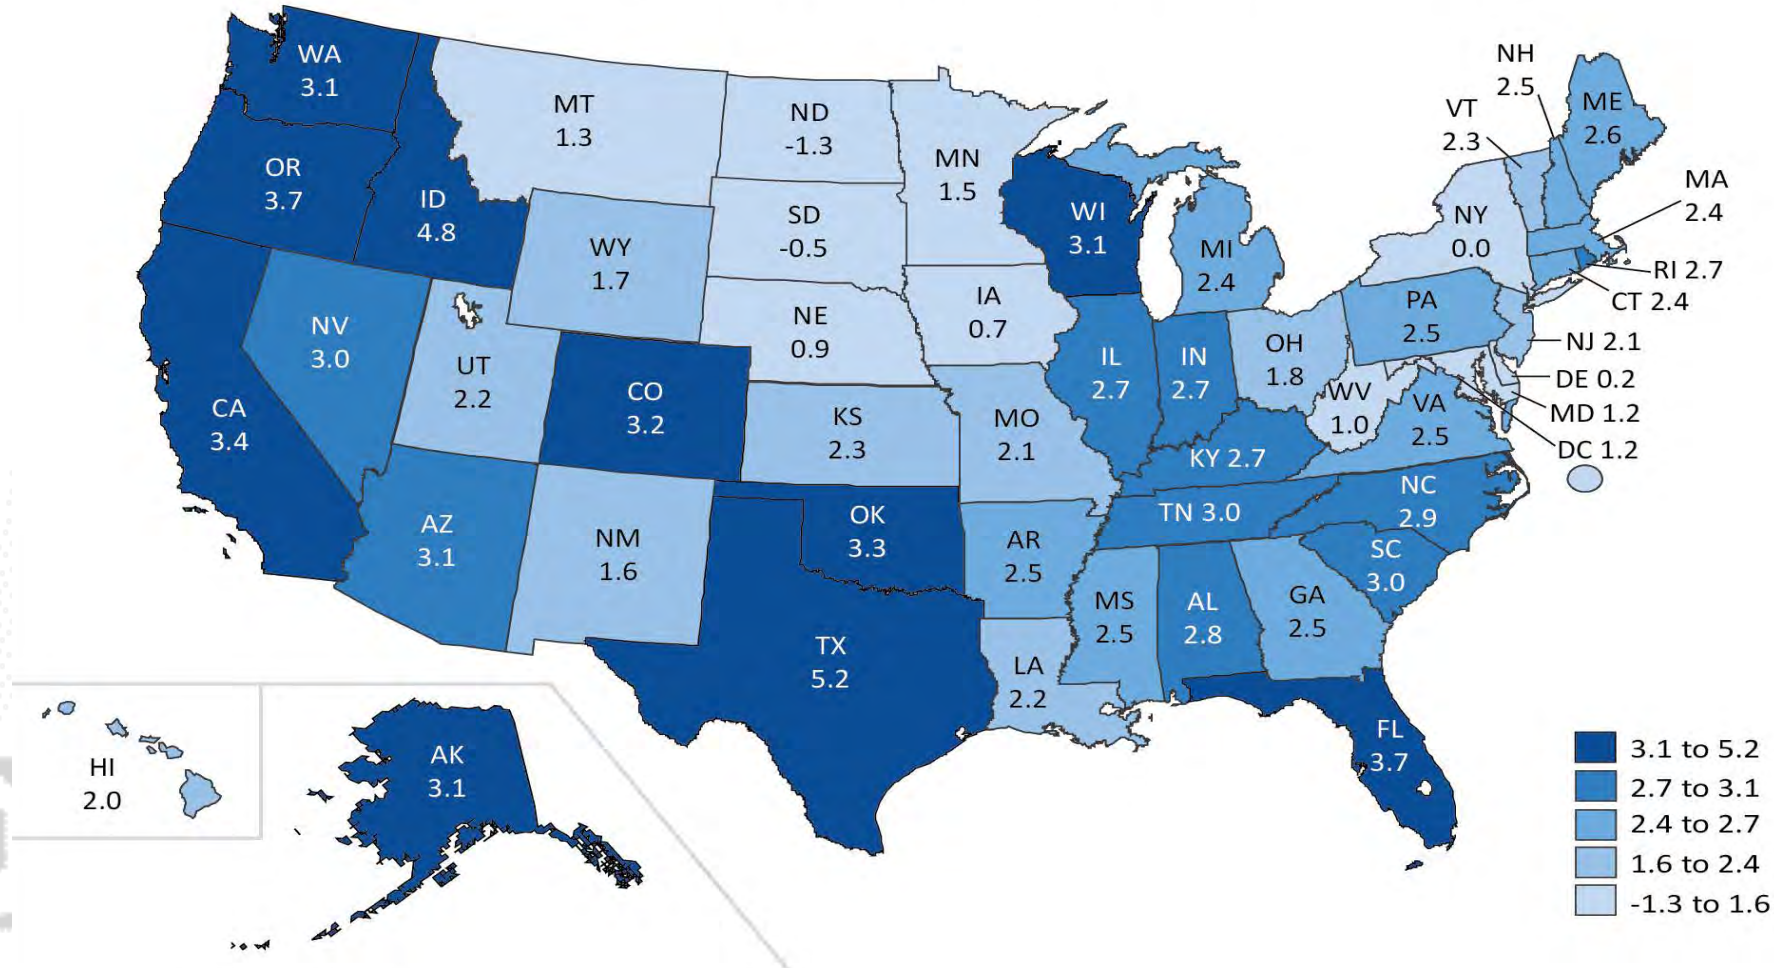 WA
3.1
OR
3.7
ID
4.8
MT
1.3
ND
-1.3
MN
1.5
SD
-0.5
WY
1.7
WI
3.1
MI
2.4
NY
0.0
VT
2.3
NH
2.5
ME
2.6
MA
2.4
RI 2.7
CT 2.4
NJ 2.1
DE 0.2
MD 1.2
DC 1.2
PA
2.5
CA
3.4
NV
3.0
UT
2.2
CO
3.2
NE
0.9
IA
0.7
KS
2.3
MO
2.1
IL
2.7
IN
2.7
OH
1.8
WV
1.0
VA
2.5
KY 2.7
TN 3.0
NC
2.9
SC
3.0
AZ
3.1
NM
1.6
OK
3.3
AR
2.5
TX
5.2
LA
2.2
MS
2.5
AL
2.8
GA
2.5
FL
3.7
HI
2.0
AK
3.1
3.1 to 5.2
2.7 to 3.1
2.4 to 2.7
1.6 to 2.4
-1.3 to 1.6